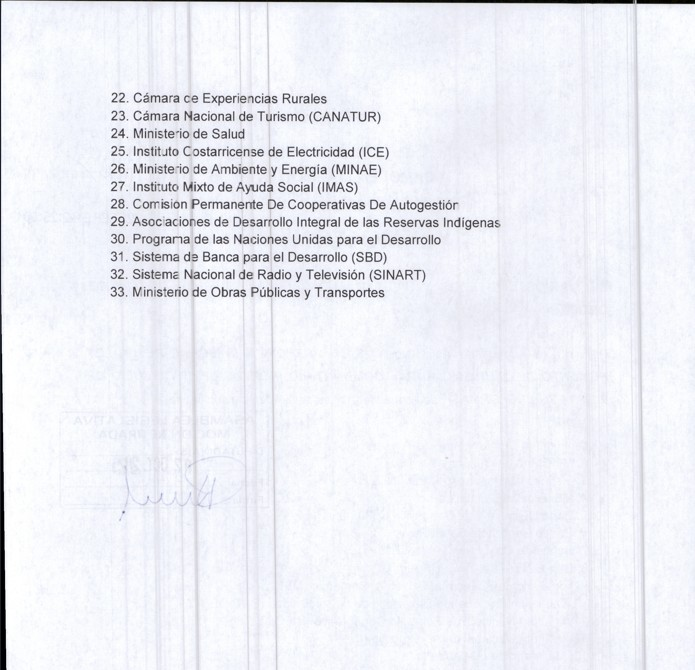 22. Cámara de Experiencias Rurales
23. Cámara Nacional de Turismo (CANATUR)
24. Ministerio de Salud
25. Instituto Costarricense de Electricidad (ICE)
26. Ministerio de Ambiente y Energía (MINAE)
27. Instituto Mixto de Ayuda Social (IMAS)
28. Comisión Permanente De Cooperativas De Autogestión
29. Asociaciones de Desarrollo Integral de las Reservas Indígenas
30. Programa de las Naciones Unidas para el Desarrollo
31. Sistema de Banca para el Desarrollo (SBD)
32. Sistema Nacional de Radio y Televisión (SINART)
33. Ministerio de Obras Públicas y Transportes